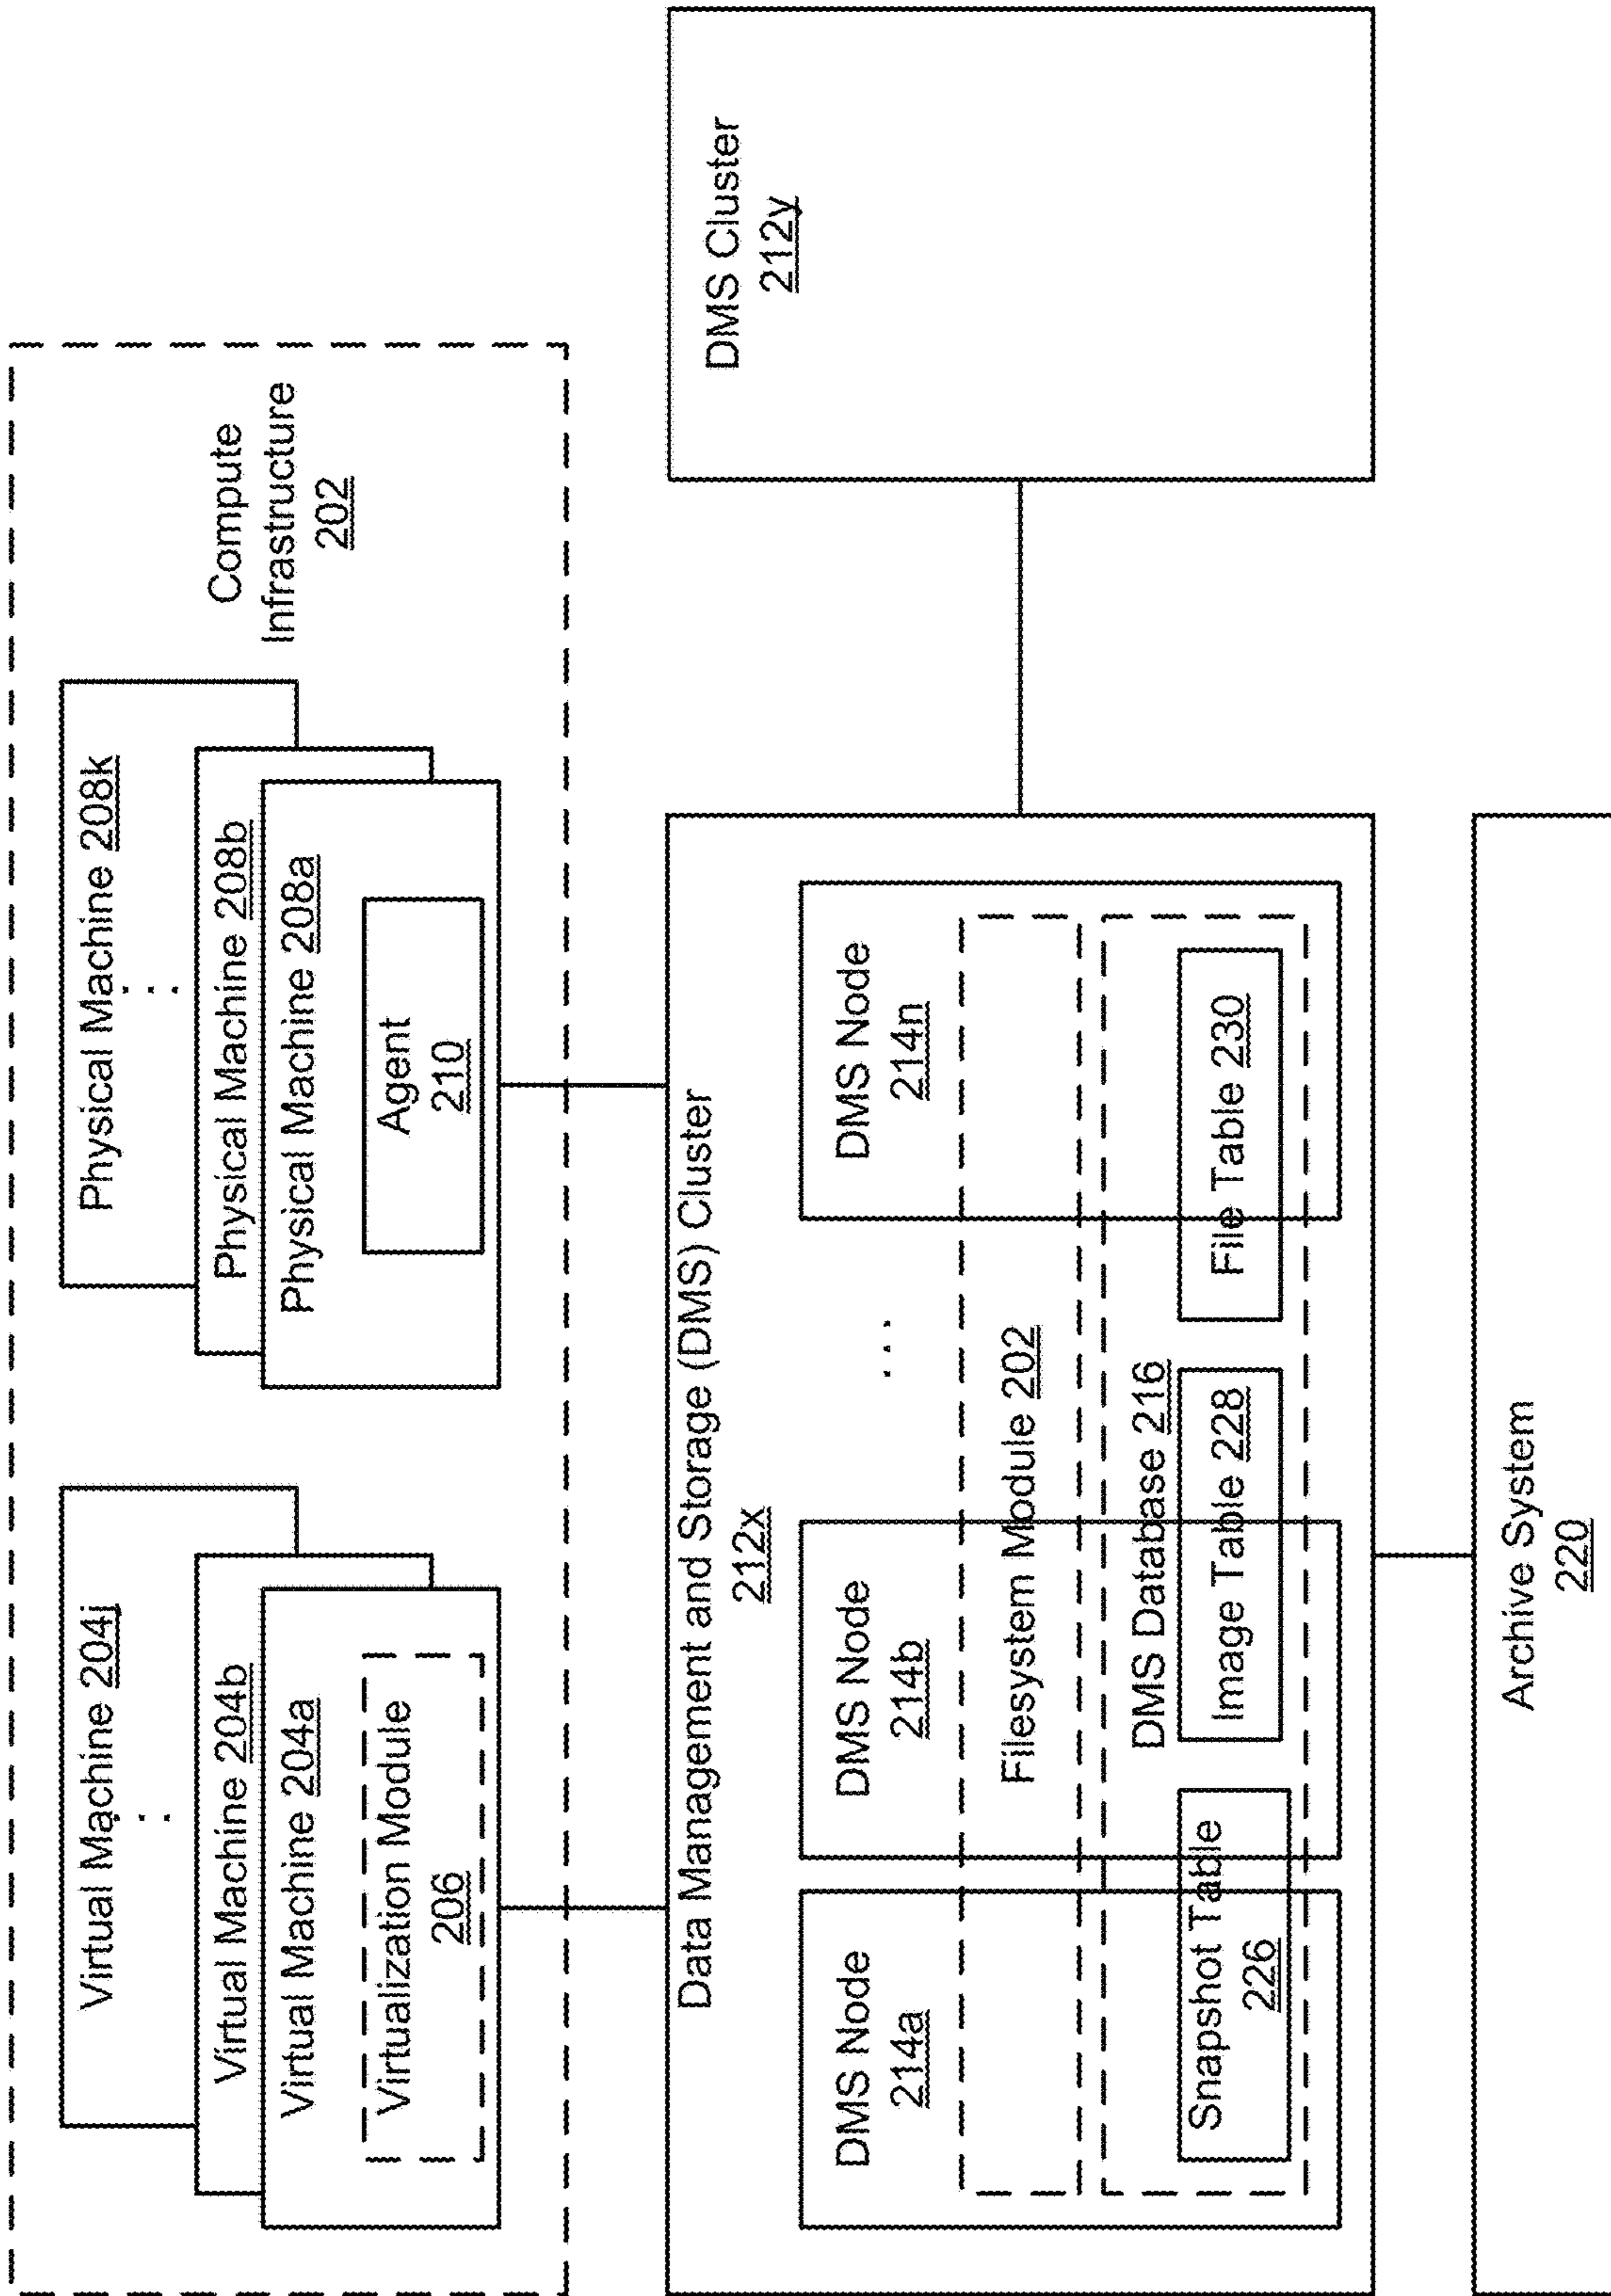 Virtual Machine 204j
Virtual Machine 204b
Virtual Machine 204a
Virtualization Module
206
Physical Machine 208k
Physical Machine 208b
Physical Machine 208a
Agent
210
Compute
Infrastructure
202
Data Management and Storage (DMS) Cluster
212x
DMS Node
214a
DMS Node
214b
. . .
DMS Node
214n
Filesystem Module 202
DMS Database 216
Snapshot Table
226
Image Table 228
File Table 230
DMS Cluster
212y
Archive System
220